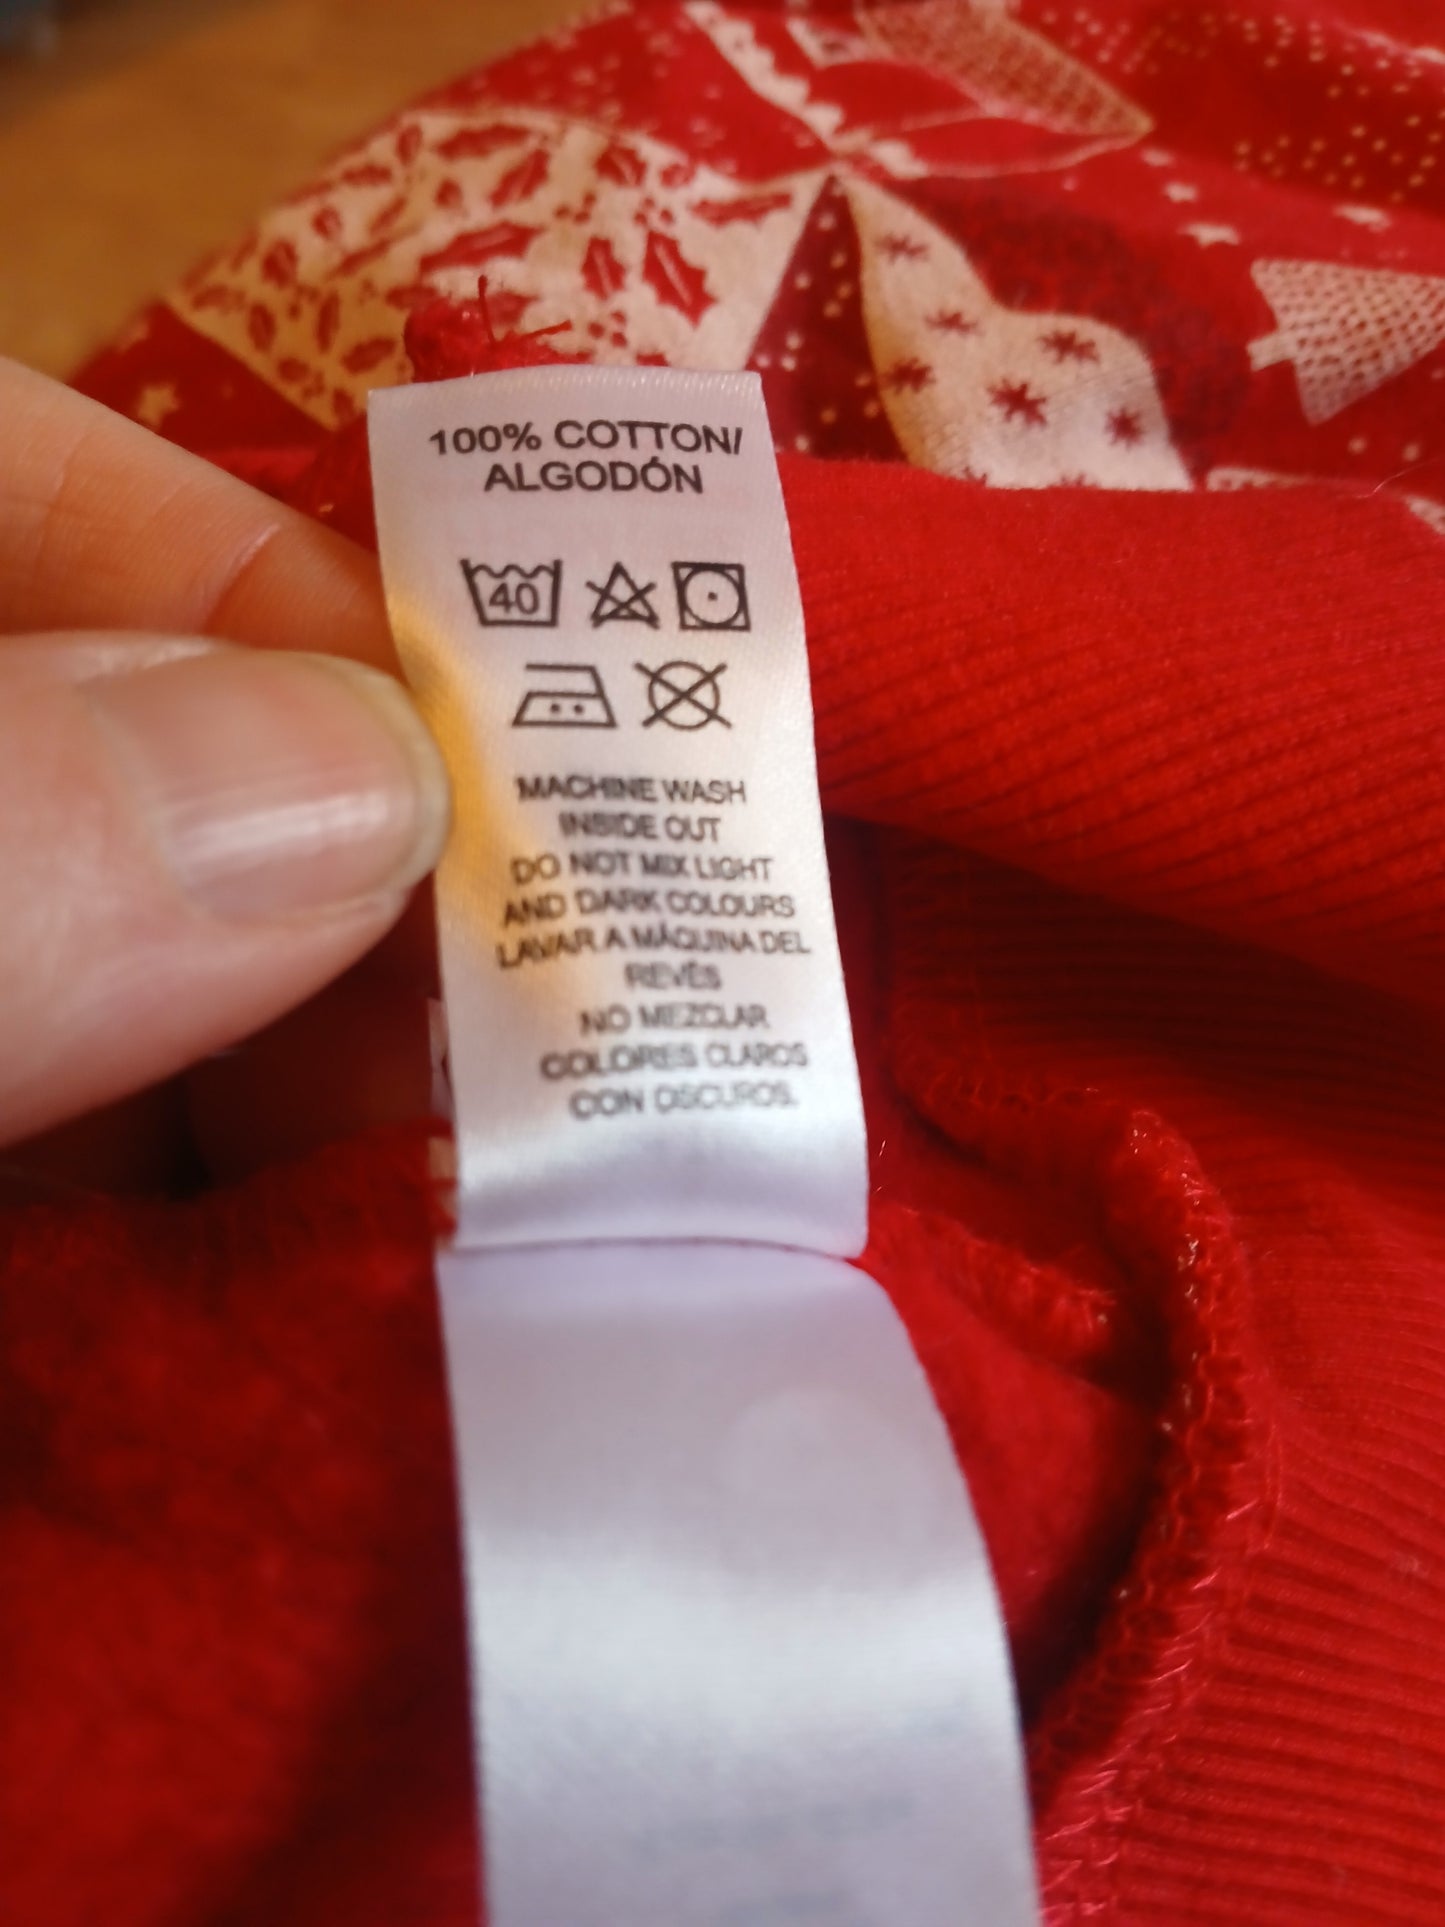 100% COTTON/
ALGODÓN
40
MACHINE WASH
INSIDE OUT
DO NOT MIX LIGHT
AND DARK COLOURS
LAVAR A MÁQUINA DEL
REVÉS
NO MEZCLAR
COLORES CLAROS
CON OSCUROS.